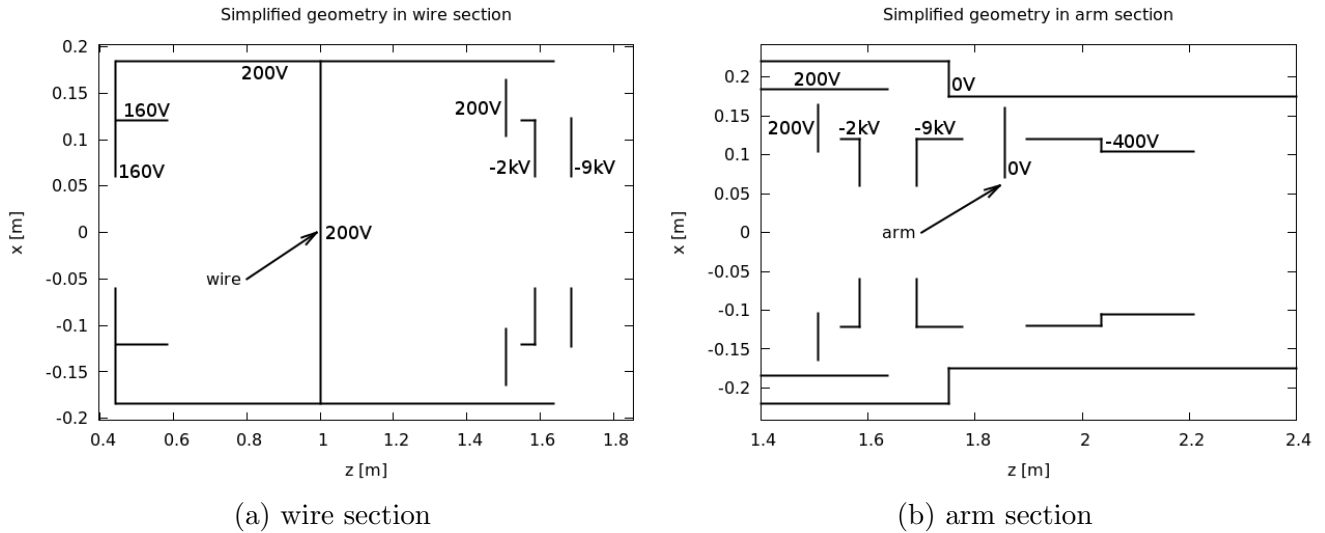 Simplified geometry in wire section
0.2
0.15
0.1
0.05
0
-0.05
-0.1
-0.15
-0.2
x [m]
200V
160V
160V
200V
-2kV
-9kV
200V
wire
0.4 0.6 0.8 1 1.2 1.4 1.6 1.8
z [m]
(a) wire section
Simplified geometry in arm section
0.2
0.15
0.1
0.05
0
-0.05
-0.1
-0.15
-0.2
x [m]
200V
0V
200V
-2kV
-9kV
-400V
0V
arm
1.4 1.6 1.8 2 2.2 2.4
z [m]
(b) arm section